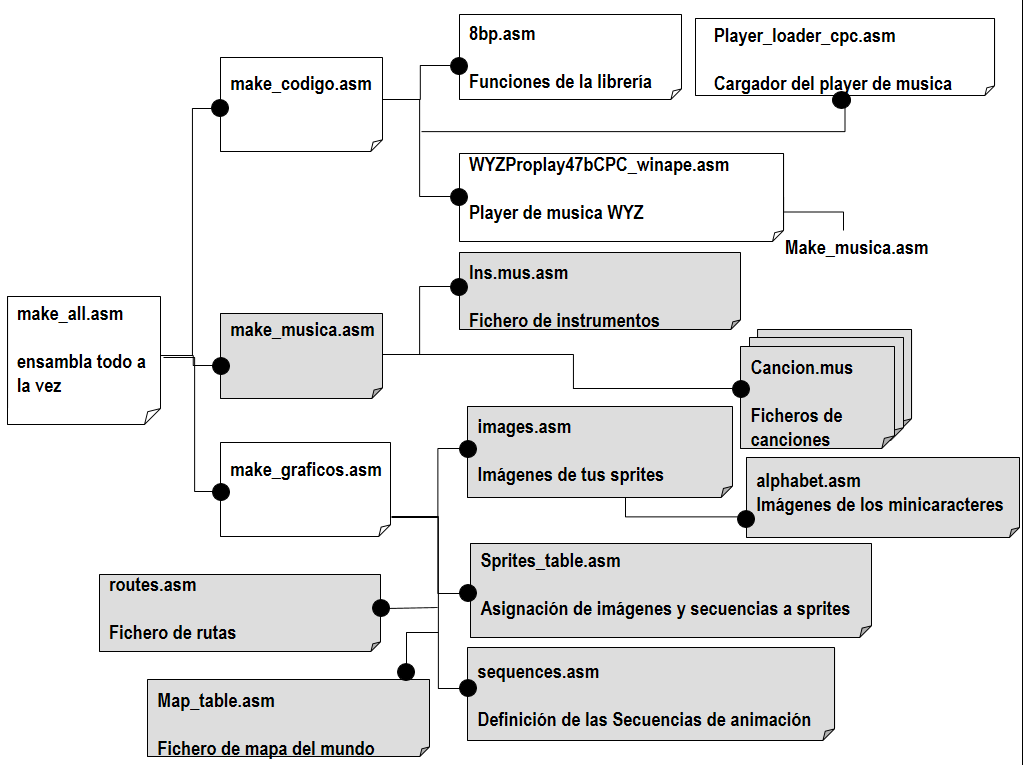 8bp.asm
Funciones de la librería
Player_loader_cpc.asm
Cargador del player de musica
make_codigo.asm
WYZProplay47bCPC_winape.asm
Player de musica WYZ
Make_musica.asm
Ins.mus.asm
Fichero de instrumentos
make_all.asm
ensambla todo a
la vez
make_musica.asm
Cancion.mus
Ficheros de
canciones
make_graficos.asm
images.asm
Imágenes de tus sprites
alphabet.asm
Imágenes de los minicaracteres
Sprites_table.asm
Asignación de imágenes y secuencias a sprites
routes.asm
Fichero de rutas
sequences.asm
Definición de las Secuencias de animación
Map_table.asm
Fichero de mapa del mundo